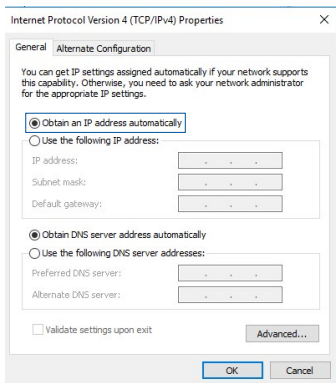 Internet Protocol Version 4 (TCP/IPv4) Properties
General
Alternate Configuration
You can get IP settings assigned automatically if your network supports
this capability. Otherwise, you need to ask your network administrator
for the appropriate IP settings.
Obtain an IP address automatically
Use the following IP address:
IP address:
Subnet mask:
Default gateway:
Obtain DNS server address automatically
Use the following DNS server addresses:
Preferred DNS server:
Alternate DNS server:
Validate settings upon exit
Advanced...
OK
Cancel